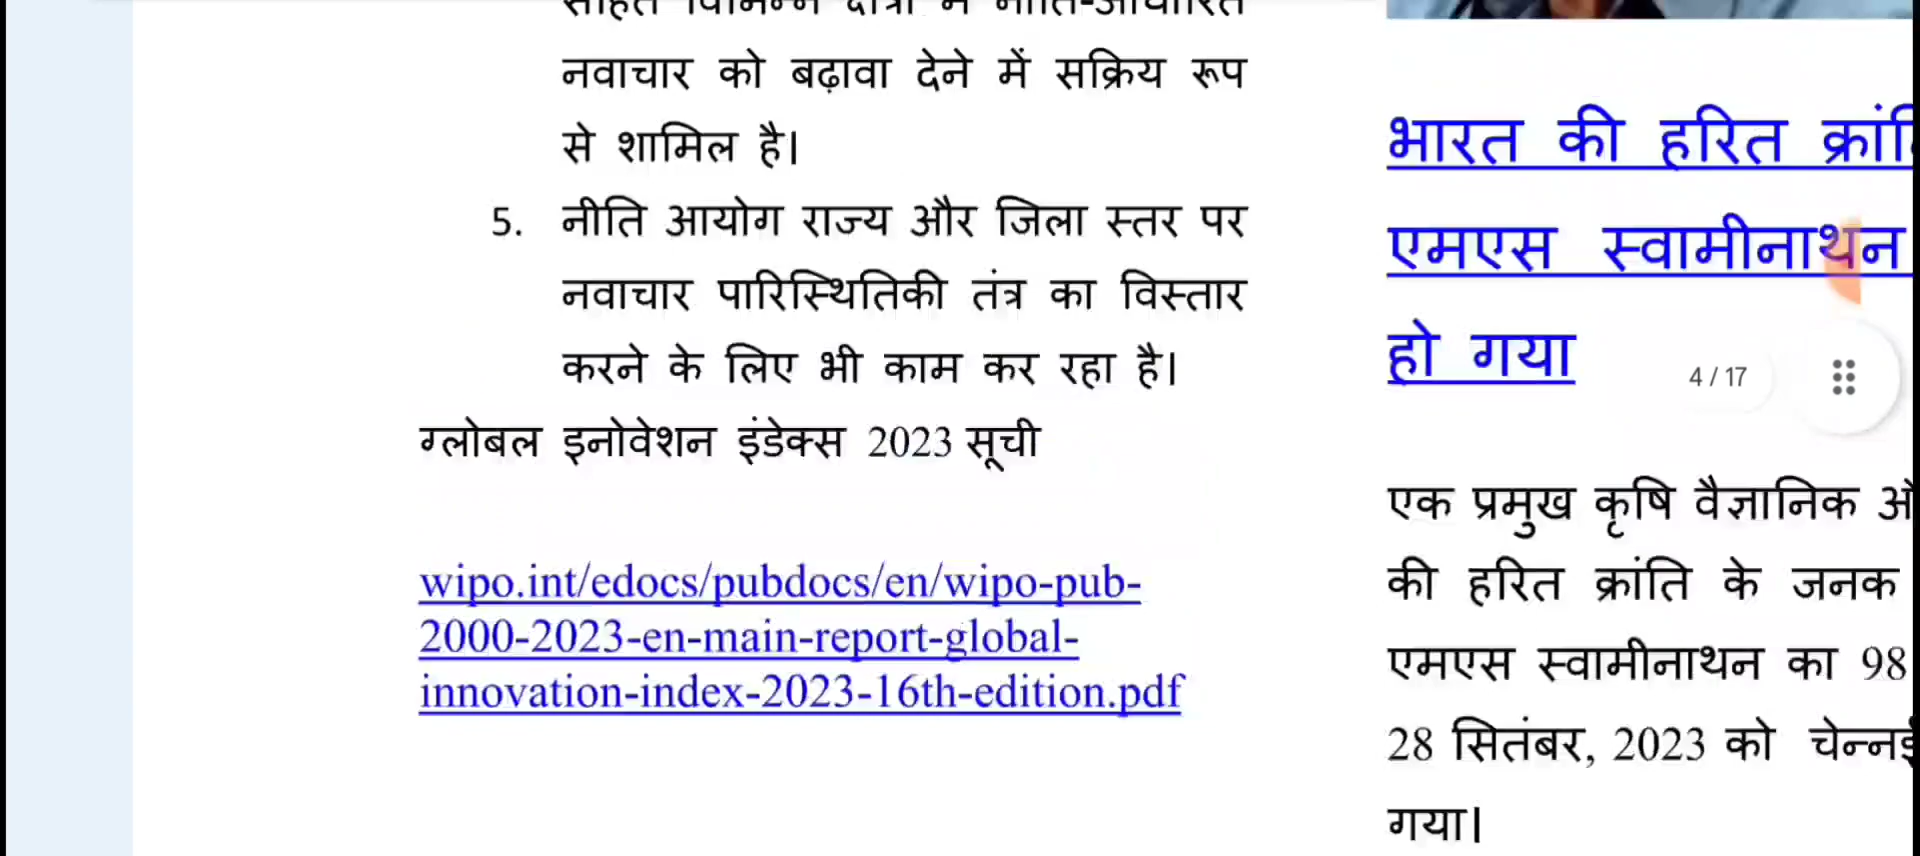 नवाचार को बढ़ावा देने में सक्रिय रूप
से शामिल है।
5. नीति आयोग राज्य और जिला स्तर पर
नवाचार पारिस्थितिकी तंत्र का विस्तार
करने के लिए भी काम कर रहा है।
ग्लोबल इनोवेशन इंडेक्स 2023 सूची
wipo.int/edocs/pubdocs/en/wipo-pub-
2000-2023-en-main-report-global-
innovation-index-2023-16th-edition.pdf
भारत की हरित
एमएस स्वामीनाथन
हो गया
4 / 17
एक प्रमुख कृषि वैज्ञानिक
की हरित क्रांति के जनक
एमएस स्वामीनाथन का 98
28 सितंबर, 2023 को
गया।